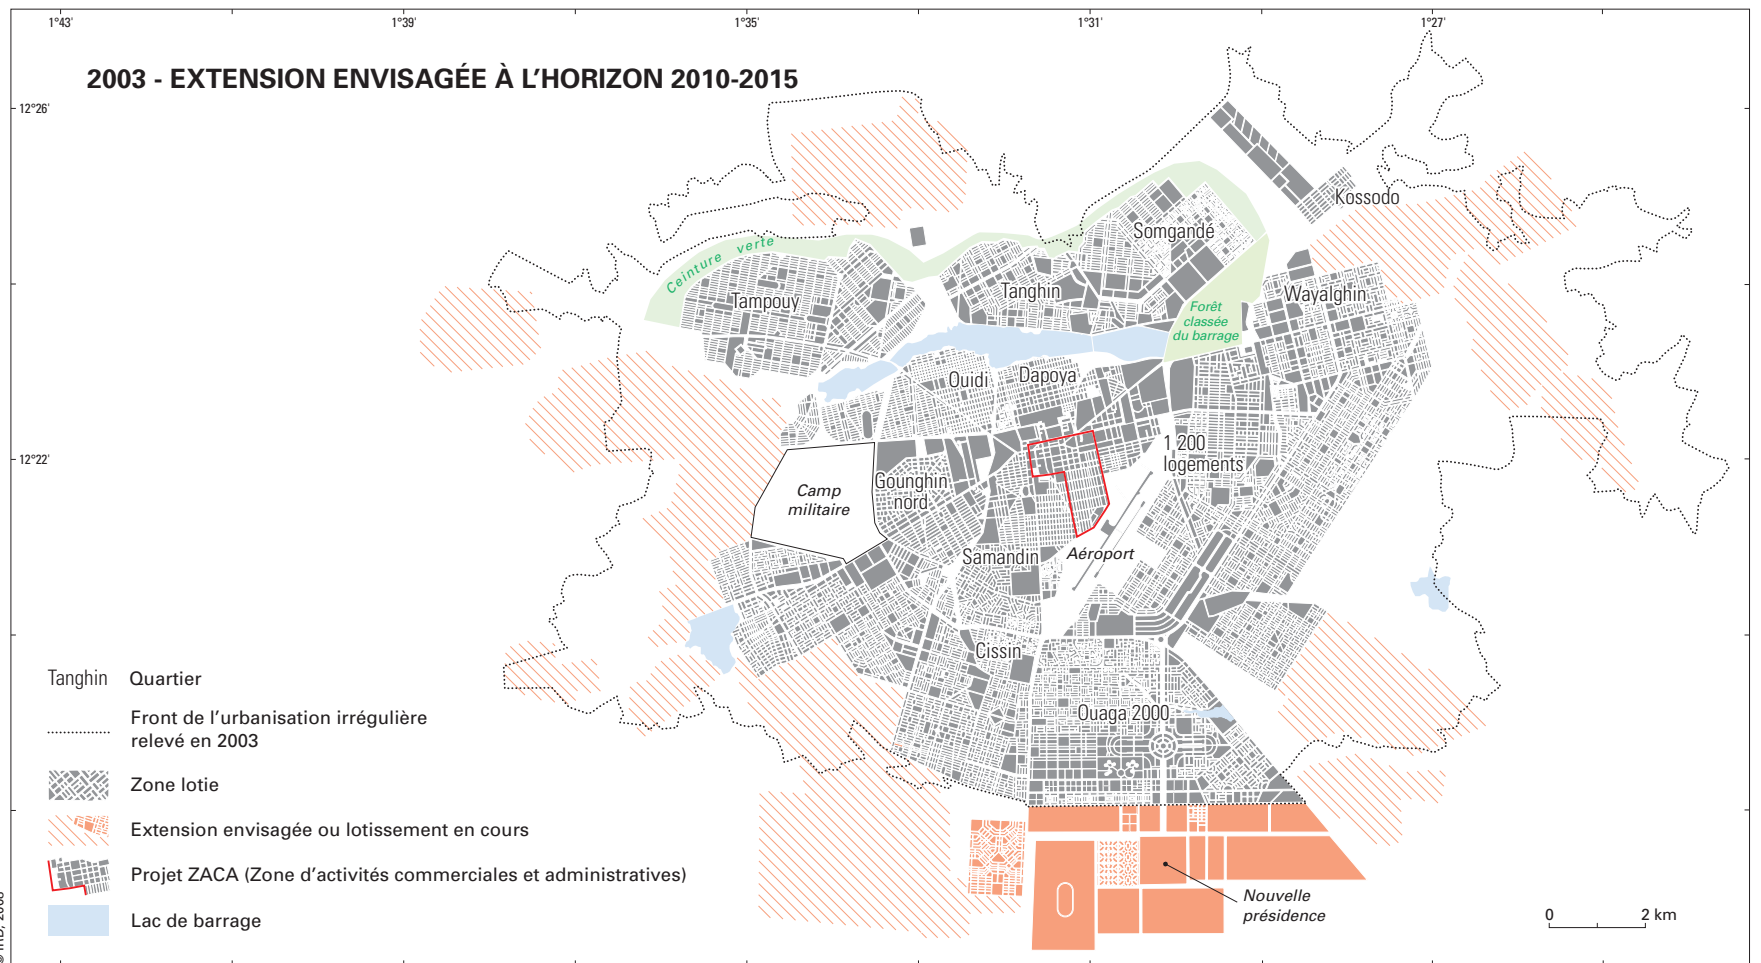 1°43'
1°39'
1°35'
1°31'
1°27'
2003 - EXTENSION ENVISAGÉE À L'HORIZON 2010-2015
12°26'
Kossodo
Somgandé
Ceinture verte
Tampouy
Tanghin
Wayalghin
Forêt
classée
du barrage
Ouidi
Dapoya
12°22'
1 200
logements
Camp
militaire
Gounghin
nord
Samandin
Aéroport
Cissin
Ouaga 2000
Tanghin Quartier
Front de l'urbanisation irrégulière
relevé en 2003
Zone lotie
Extension envisagée ou lotissement en cours
Projet ZACA (Zone d'activités commerciales et administratives)
Lac de barrage
Nouvelle
présidence
0 2 km